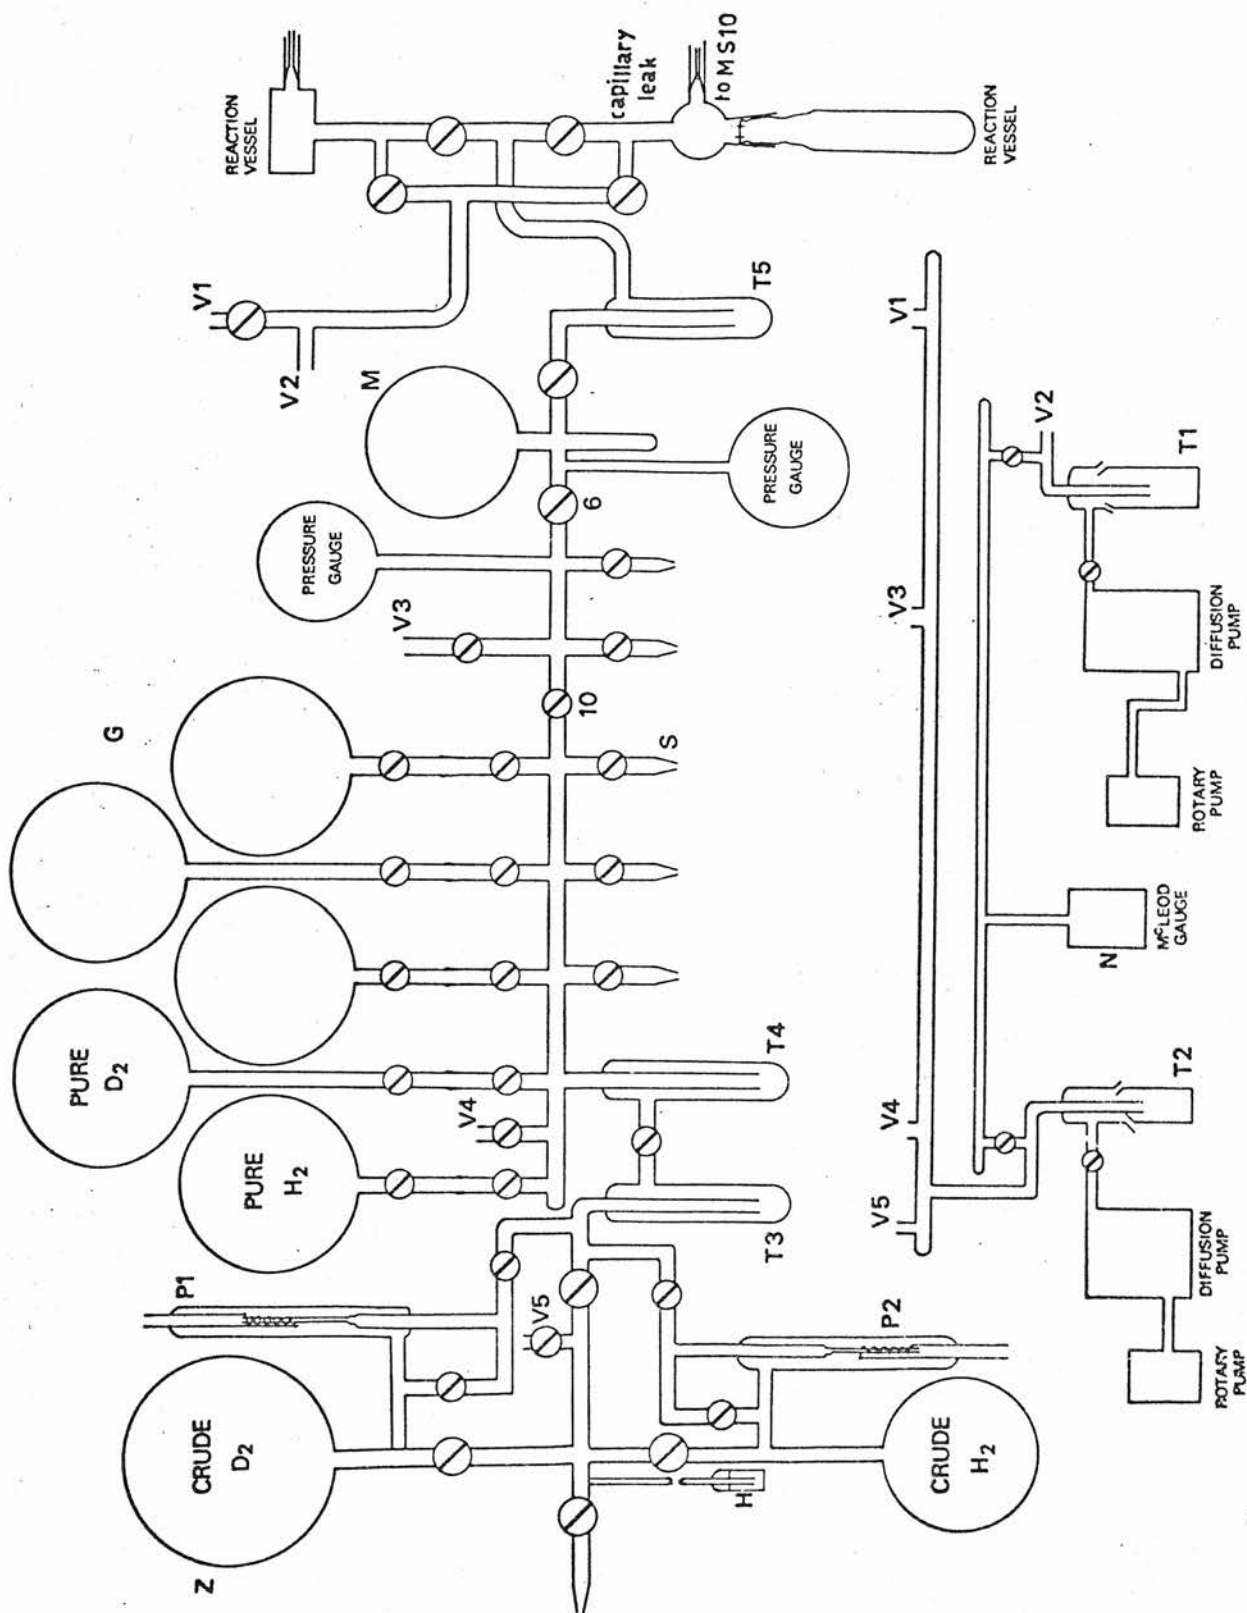 REACTION
VESSEL
capillary
leak
to MS10
REACTION
VESSEL
V1
V2
M
T5
PRESSURE
GAUGE
PRESSURE
GAUGE
6
V3
10
G
S
PURE
D2
PURE
H2
V4
T4
T3
P1
V5
P2
CRUDE
D2
Z
H
CRUDE
H2
V1
V3
V4
V5
V2
T1
DIFFUSION
PUMP
ROTARY
PUMP
N
McLEOD
GAUGE
T2
DIFFUSION
PUMP
ROTARY
PUMP